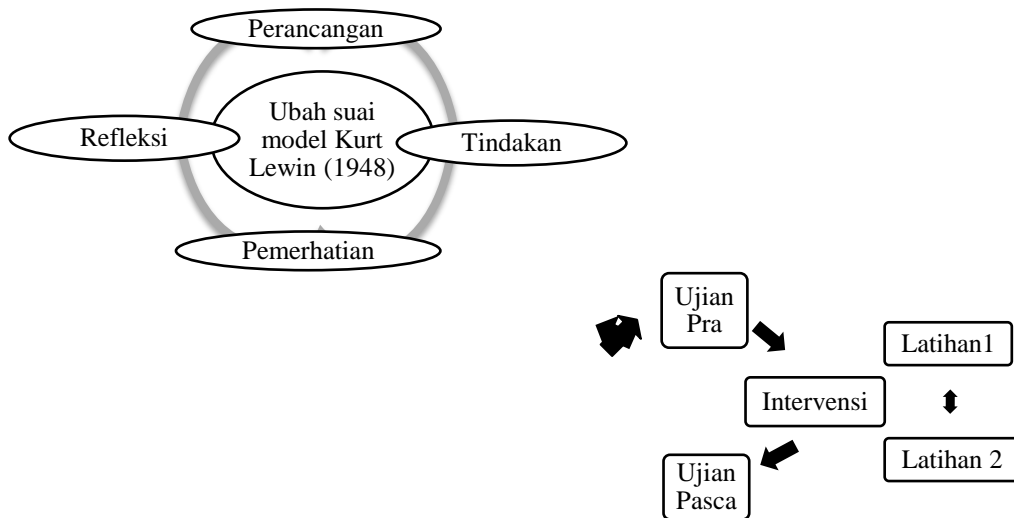 Perancangan
Refleksi
Ubah suai
model Kurt
Lewin (1948)
Tindakan
Pemerhatian
Ujian
Pra
Latihan1
Intervensi
Latihan 2
Ujian
Pasca